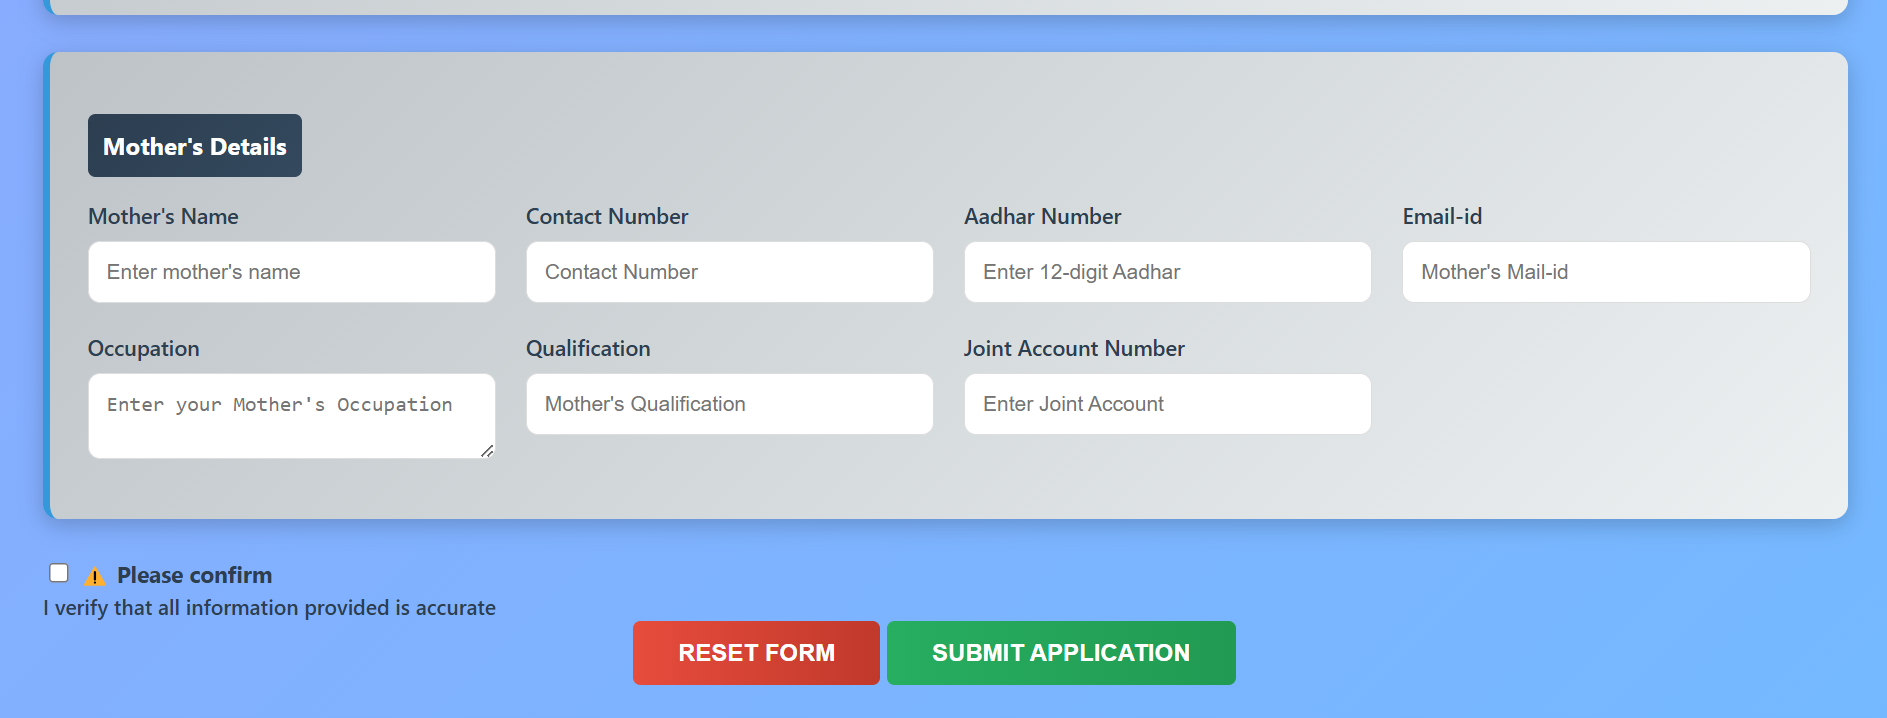 Mother's Details
Mother's Name Contact Number Aadhar Number Email-id
Enter mother's name Contact Number Enter 12-digit Aadhar Mother's Mail-id
Occupation Qualification Joint Account Number
Enter your Mother's Occupation Mother's Qualification Enter Joint Account
⚠️ Please confirm
I verify that all information provided is accurate
RESET FORM SUBMIT APPLICATION